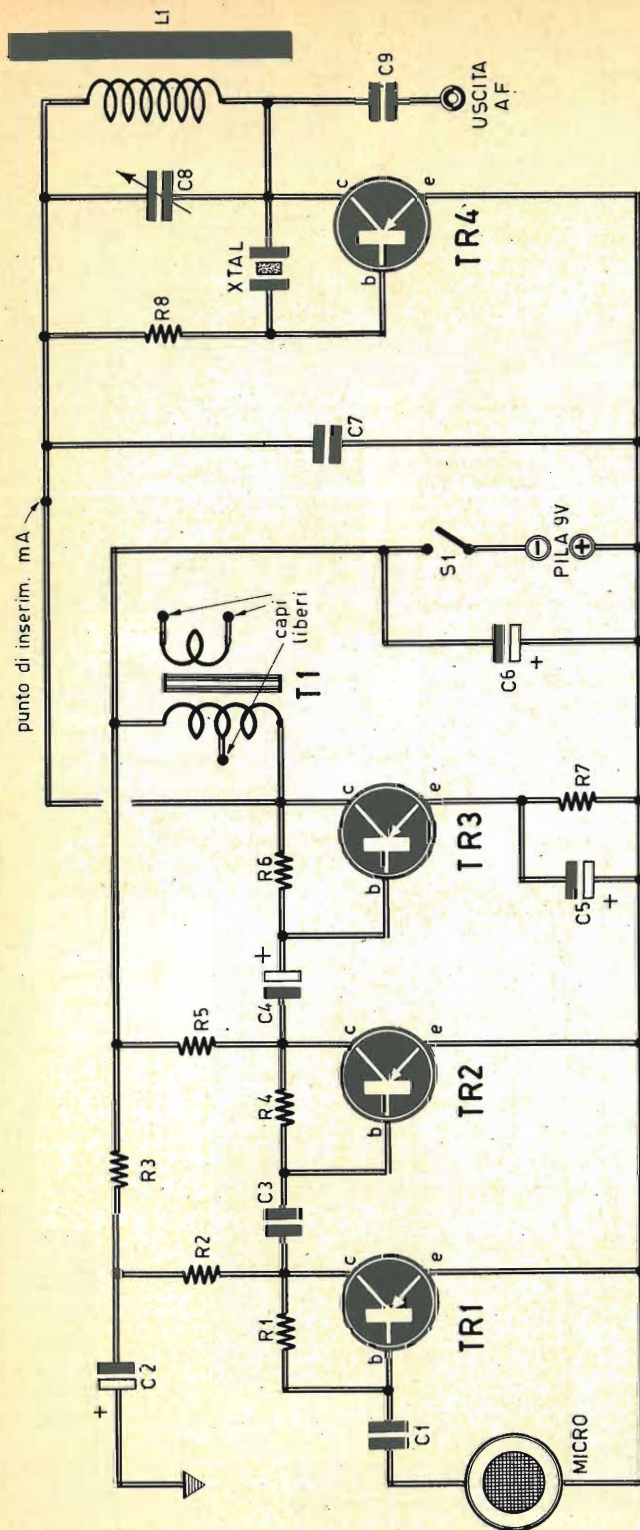 punto di inserim. mA
L1
C8
XTAL
R8
C9
USCITA
AF
c
b
e
TR4
C7
S1
PILA 9V
−
+
C6
+
capi
liberi
T1
R6
c
b
e
TR3
R7
C5
+
+
C4
R5
R4
c
b
e
TR2
R3
C3
R2
R1
c
b
e
TR1
+
C2
C1
MICRO